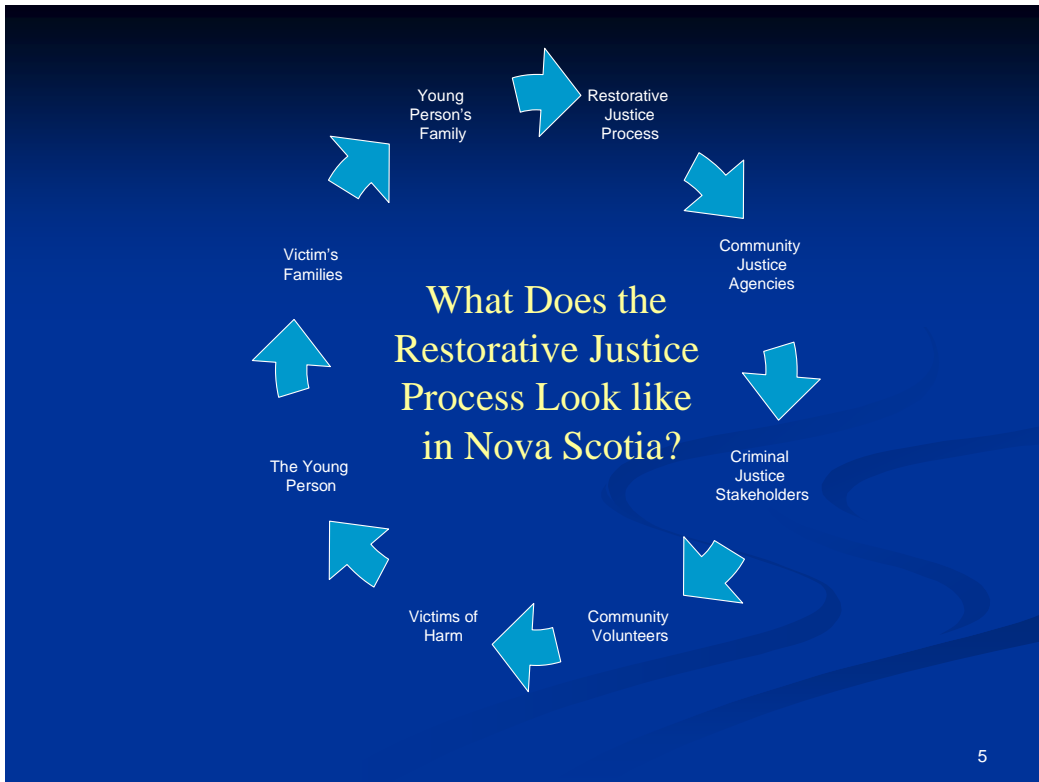 Young
Person's
Family
Restorative
Justice
Process
Community
Justice
Agencies
Criminal
Justice
Stakeholders
Community
Volunteers
Victims of
Harm
The Young
Person
Victim's
Families
What Does the
Restorative Justice
Process Look like
in Nova Scotia?
5